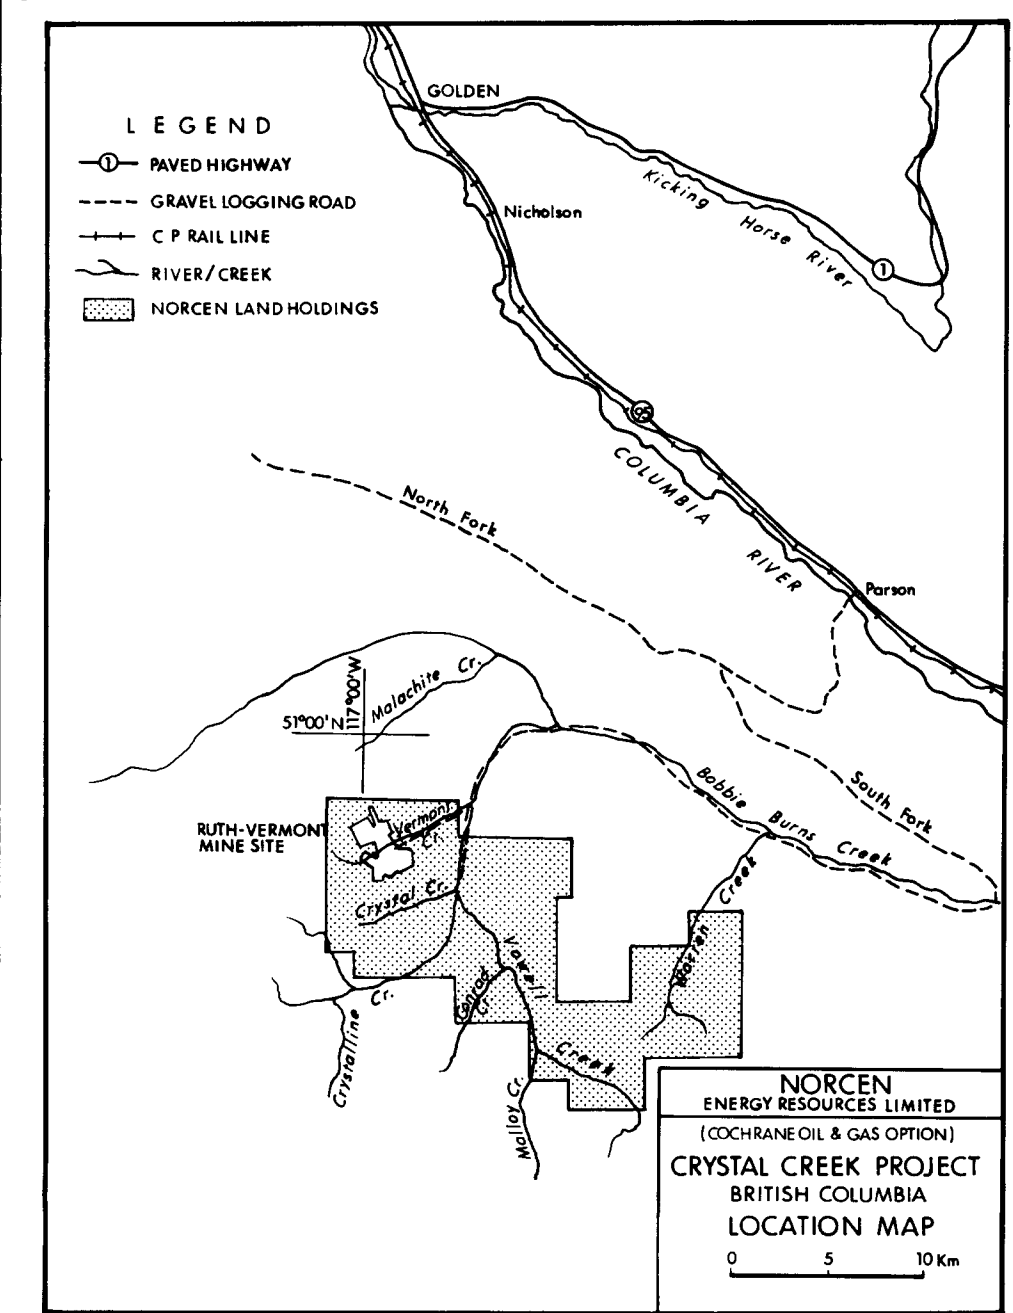 GOLDEN
LEGEND
1 PAVED HIGHWAY
GRAVEL LOGGING ROAD
C P RAIL LINE
RIVER/CREEK
NORCEN LAND HOLDINGS
Nicholson
Kicking Horse River
1
95
COLUMBIA RIVER
North Fork
Parson
Malachite Cr.
117°00'W
51°00'N
Bobbie Burns Creek
South Fork
RUTH-VERMONT
MINE SITE
Vermont
Cr.
Crystal Cr.
Warren Creek
Vowell Creek
Conrad
Cr.
Crystalline Cr.
Malloy Cr.
NORCEN
ENERGY RESOURCES LIMITED
(COCHRANE OIL & GAS OPTION)
CRYSTAL CREEK PROJECT
BRITISH COLUMBIA
LOCATION MAP
0 5 10 Km